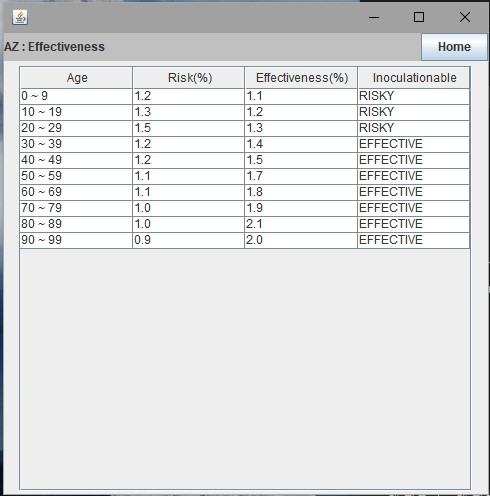 AZ : Effectiveness Home
Age Risk(%) Effectiveness(%) Inoculationable
0 ~ 9 1.2 1.1 RISKY
10 ~ 19 1.3 1.2 RISKY
20 ~ 29 1.5 1.3 RISKY
30 ~ 39 1.2 1.4 EFFECTIVE
40 ~ 49 1.2 1.5 EFFECTIVE
50 ~ 59 1.1 1.7 EFFECTIVE
60 ~ 69 1.1 1.8 EFFECTIVE
70 ~ 79 1.0 1.9 EFFECTIVE
80 ~ 89 1.0 2.1 EFFECTIVE
90 ~ 99 0.9 2.0 EFFECTIVE